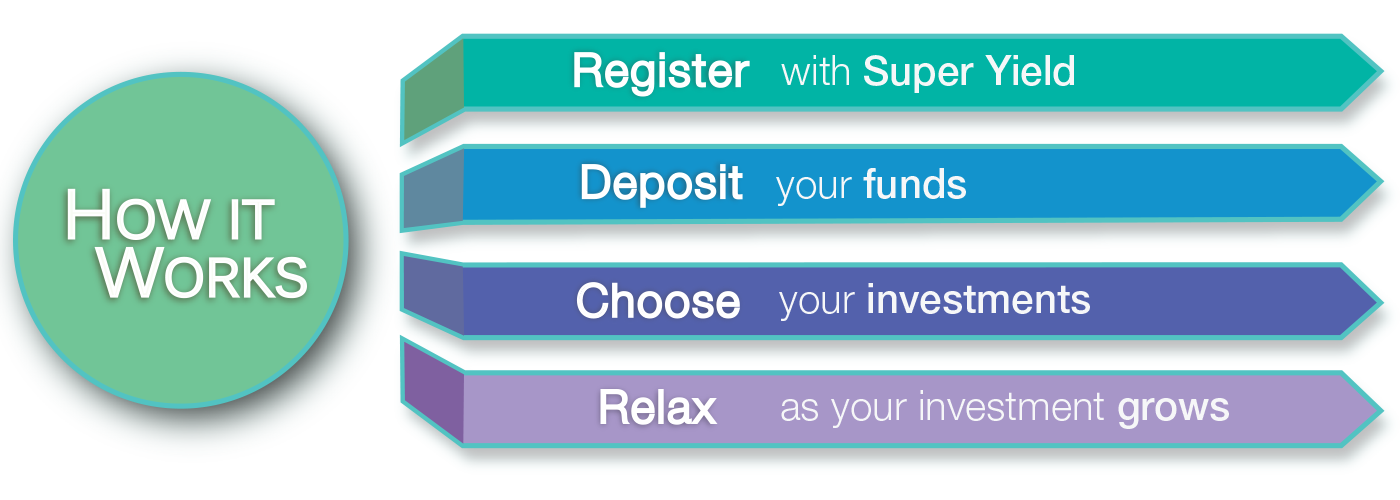 How it
Works
Register with Super Yield
Deposit your funds
Choose your investments
Relax as your investment grows